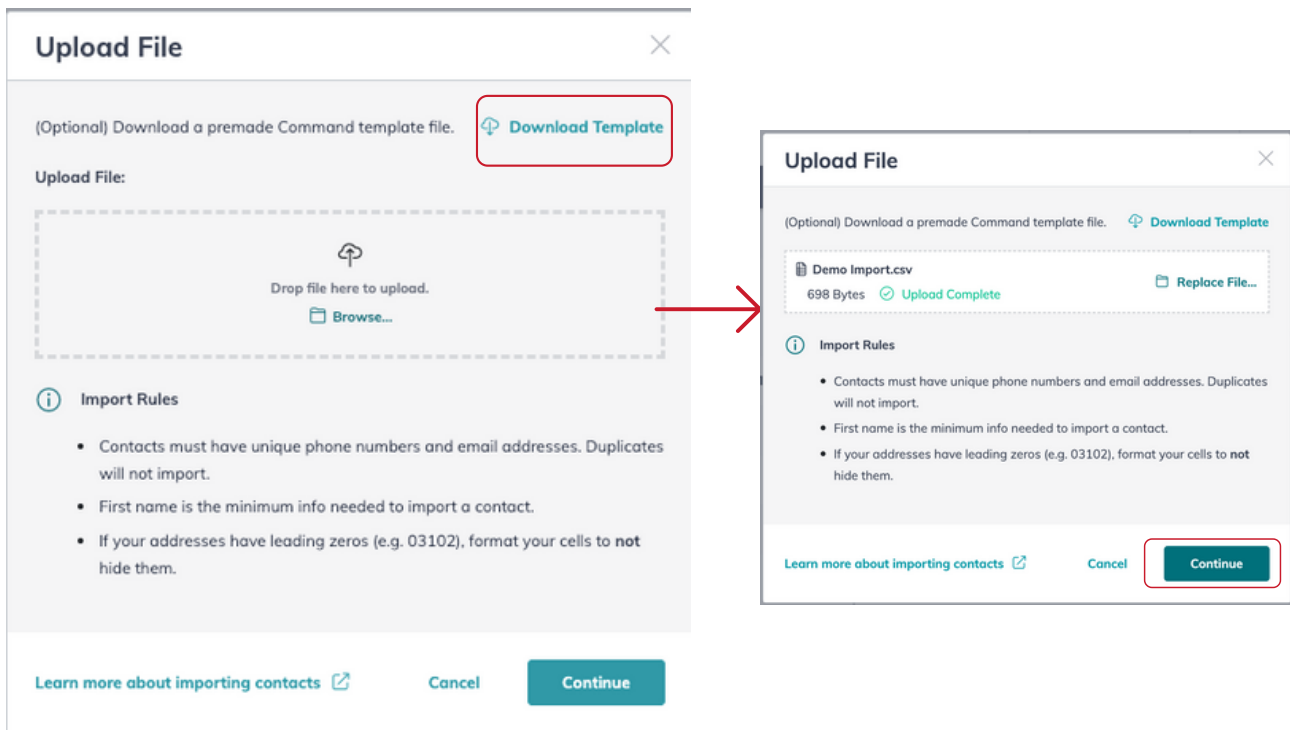 Upload File
(Optional) Download a premade Command template file. Download Template
Upload File:
Drop file here to upload.
Browse...
Import Rules
• Contacts must have unique phone numbers and email addresses. Duplicates
will not import.
• First name is the minimum info needed to import a contact.
• If your addresses have leading zeros (e.g. 03102), format your cells to not
hide them.
Learn more about importing contacts Cancel Continue
Upload File
(Optional) Download a premade Command template file. Download Template
Demo Import.csv
698 Bytes Upload Complete
Replace File...
Import Rules
• Contacts must have unique phone numbers and email addresses. Duplicates
will not import.
• First name is the minimum info needed to import a contact.
• If your addresses have leading zeros (e.g. 03102), format your cells to not
hide them.
Learn more about importing contacts Cancel Continue